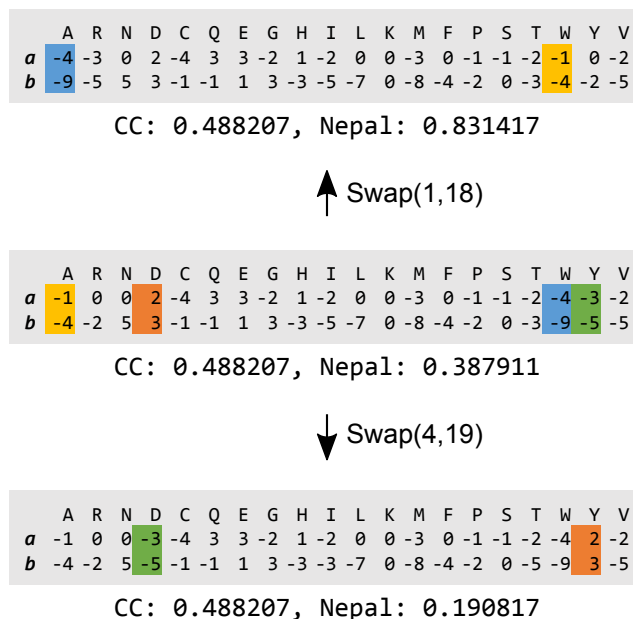 A R N D C Q E G H I L K M F P S T W Y V
a -4 -3 0 2 -4 3 3 -2 1 -2 0 0 -3 0 -1 -1 -2 -1 0 -2
b -9 -5 5 3 -1 -1 1 3 -3 -5 -7 0 -8 -4 -2 0 -3 -4 -2 -5
CC: 0.488207, Nepal: 0.831417
Swap(1,18)
A R N D C Q E G H I L K M F P S T W Y V
a -1 0 0 2 -4 3 3 -2 1 -2 0 0 -3 0 -1 -1 -2 -4 -3 -2
b -4 -2 5 3 -1 -1 1 3 -3 -5 -7 0 -8 -4 -2 0 -3 -9 -5 -5
CC: 0.488207, Nepal: 0.387911
Swap(4,19)
A R N D C Q E G H I L K M F P S T W Y V
a -1 0 0 -3 -4 3 3 -2 1 -2 0 0 -3 0 -1 -1 -2 -4 2 -2
b -4 -2 5 -5 -1 -1 1 3 -3 -3 -7 0 -8 -4 -2 0 -5 -9 3 -5
CC: 0.488207, Nepal: 0.190817